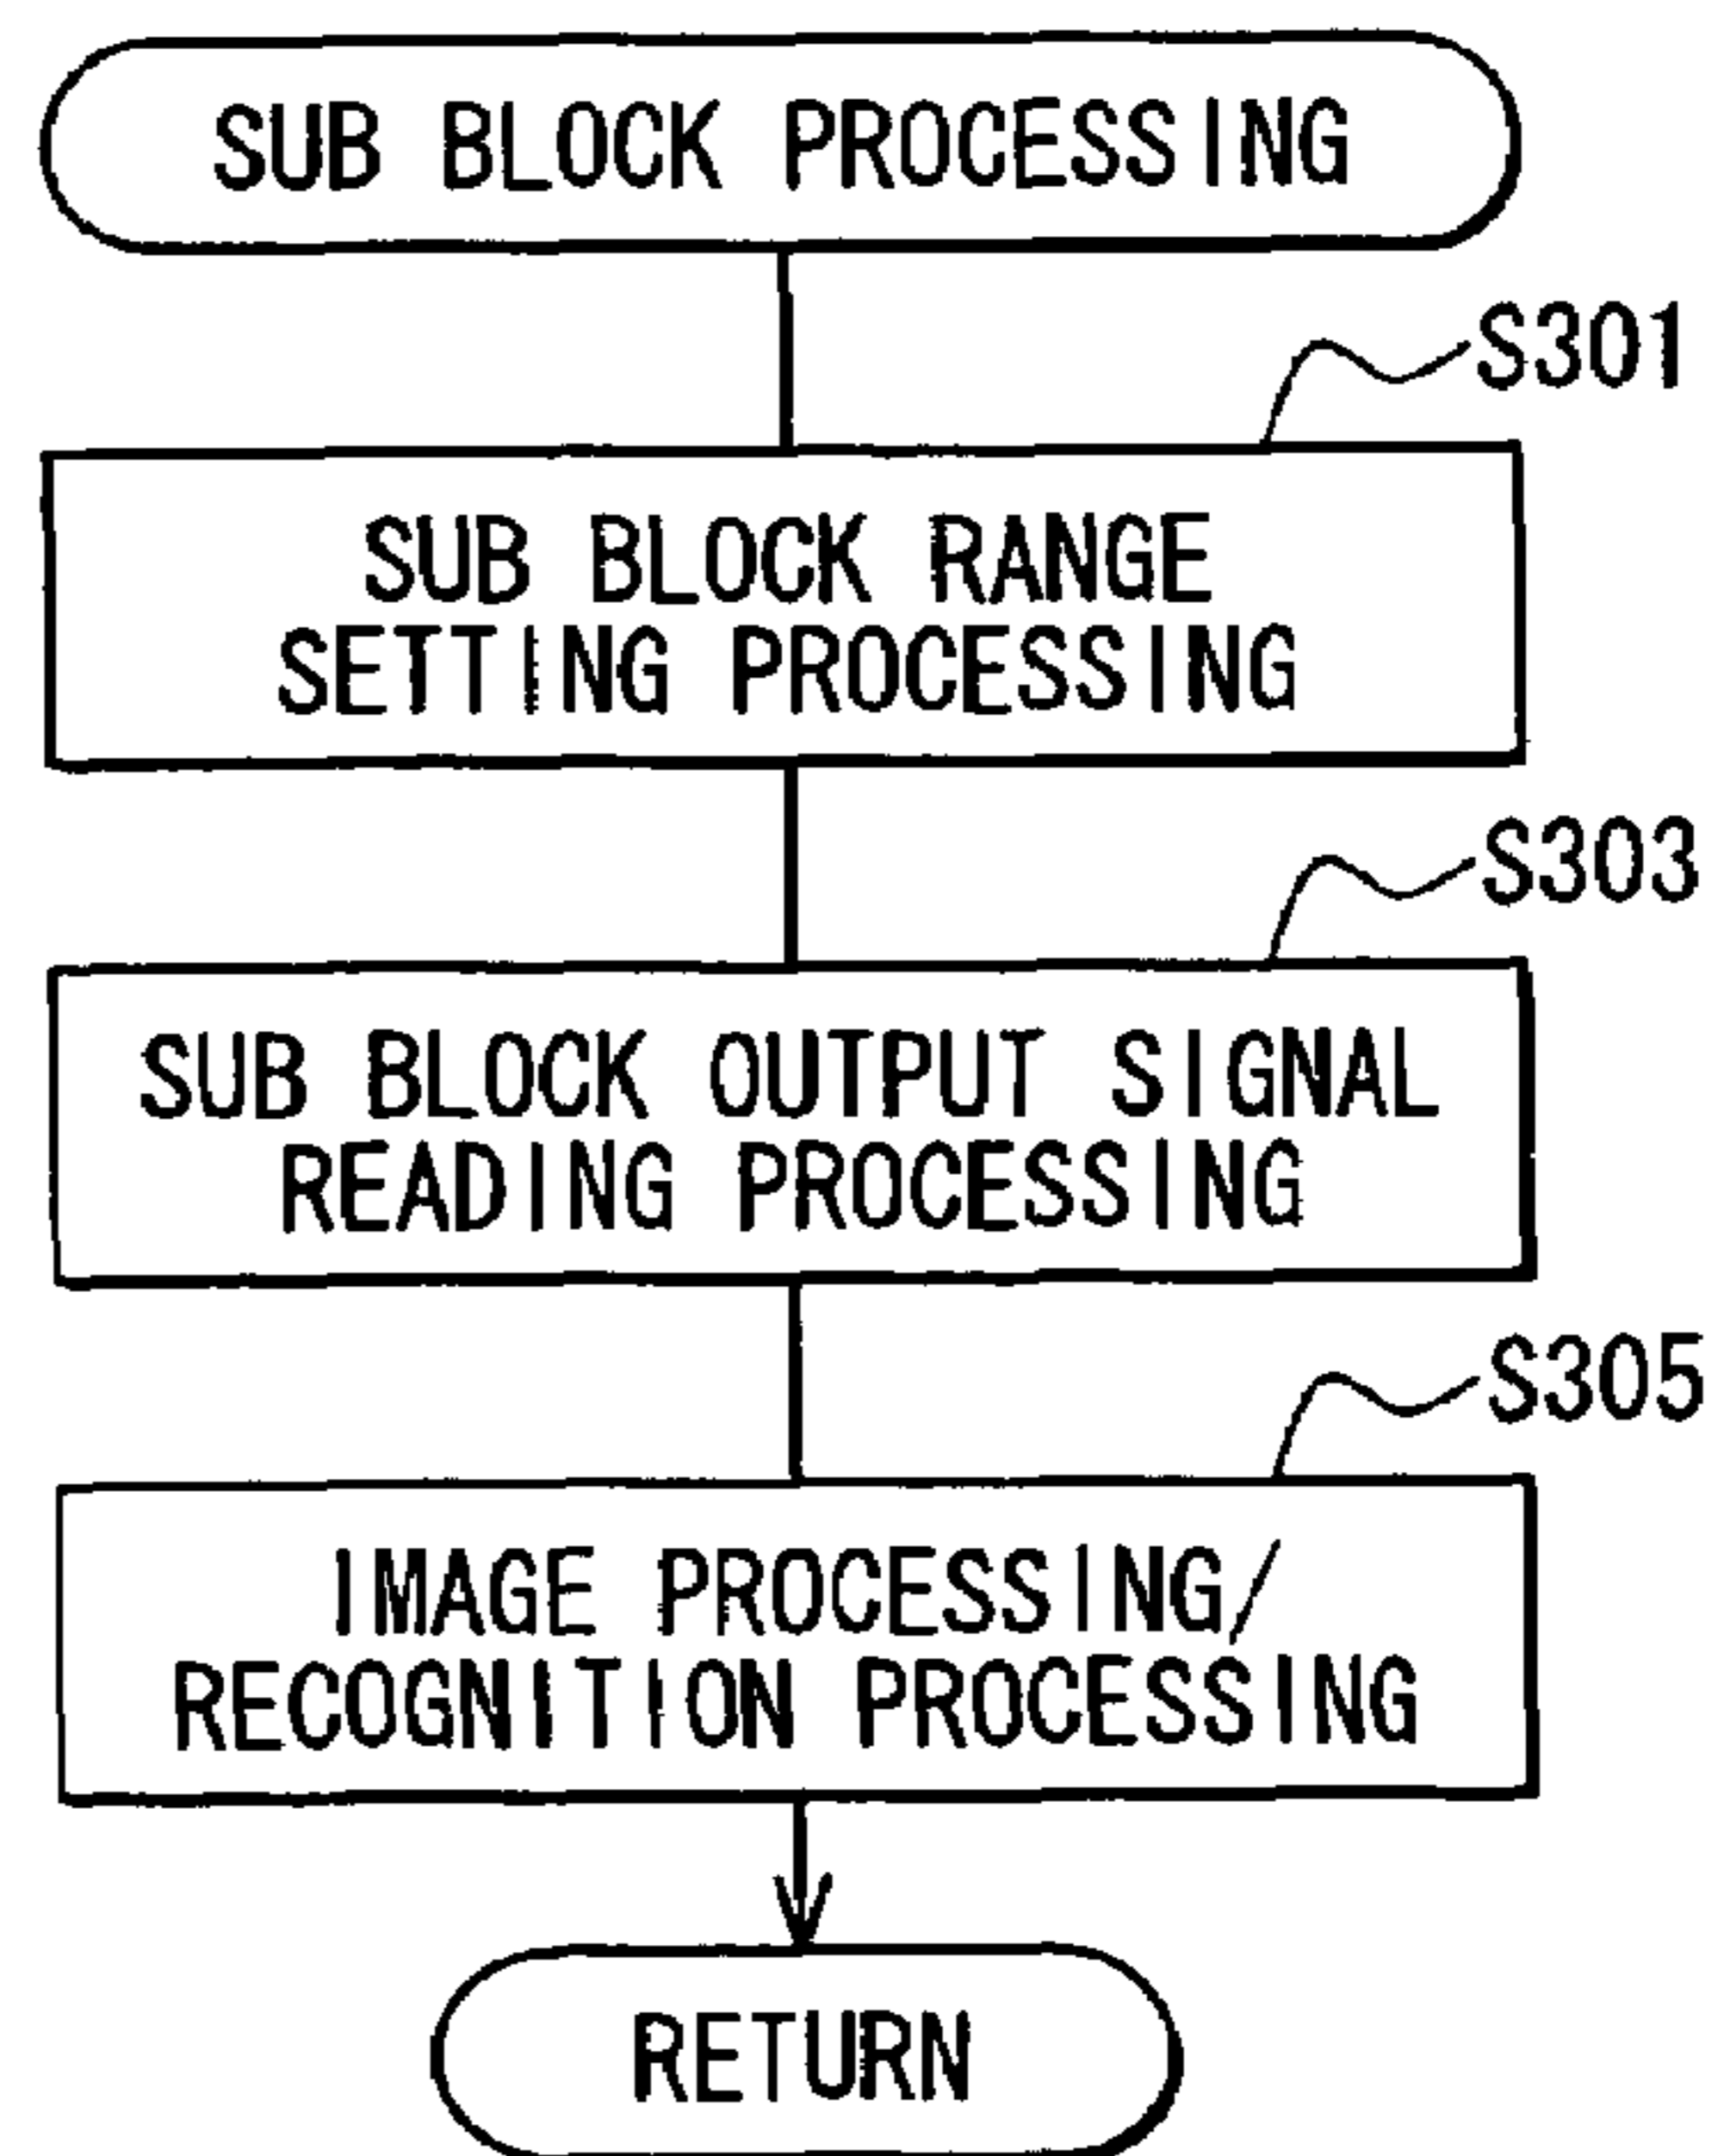 SUB BLOCK PROCESSING
S301
SUB BLOCK RANGE
SETTING PROCESSING
S303
SUB BLOCK OUTPUT SIGNAL
READING PROCESSING
S305
IMAGE PROCESSING/
RECOGNITION PROCESSING
RETURN